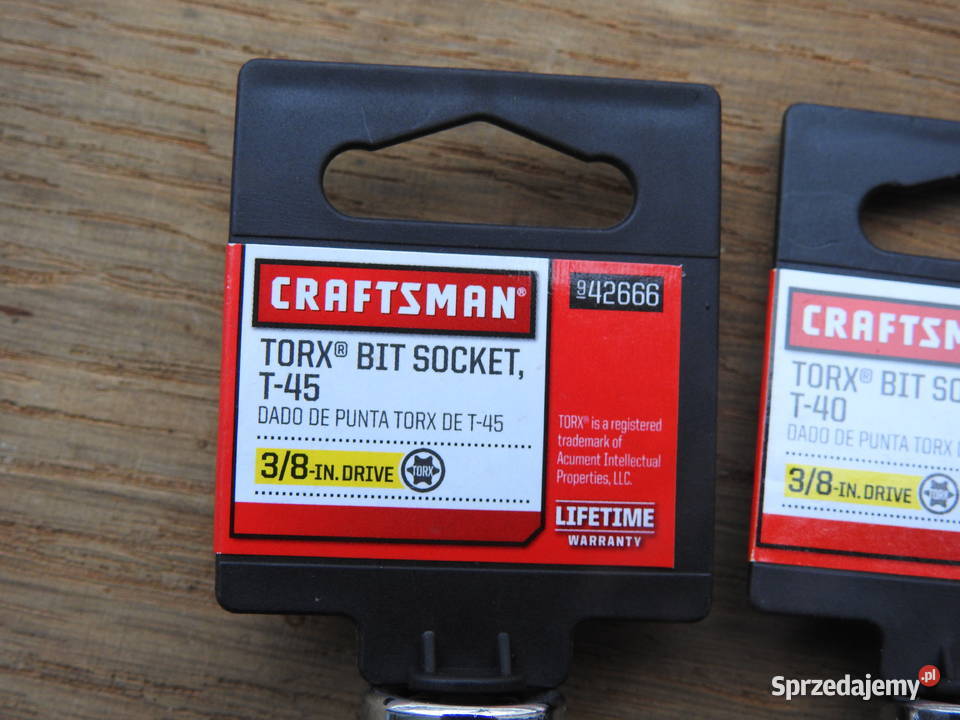 CRAFTSMAN®
942666
TORX® BIT SOCKET,
T-45
DADO DE PUNTA TORX DE T-45
3/8-IN. DRIVE
TORX
TORX® is a registered
trademark of
Acument Intellectual
Properties, LLC.
LIFETIME
WARRANTY
CRAFTSM
TORX® BIT SO
T-40
DADO DE PUNTA TORX
3/8-IN. DRIVE
TORX
Sprzedajemy.pl